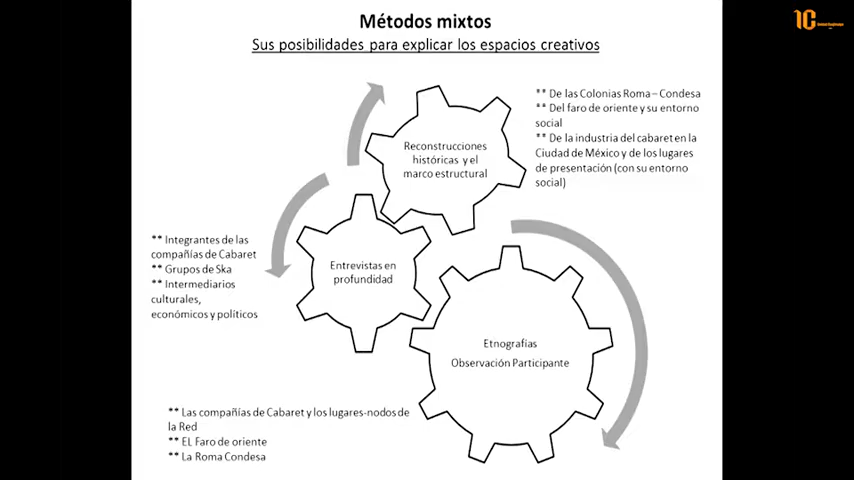 Métodos mixtos
Sus posibilidades para explicar los espacios creativos
1C
Reconstrucciones
históricas y el
marco estructural
** De las Colonias Roma – Condesa
** Del faro de oriente y su entorno
social
** De la industria del cabaret en la
Ciudad de México y de los lugares
de presentación (con su entorno
social)
** Integrantes de las
compañías de Cabaret
** Grupos de Ska
** Intermediarios
culturales,
económicos y políticos
Entrevistas en
profundidad
Etnografías
Observación Participante
** Las compañías de Cabaret y los lugares-nodos de
la Red
** EL Faro de oriente
** La Roma Condesa